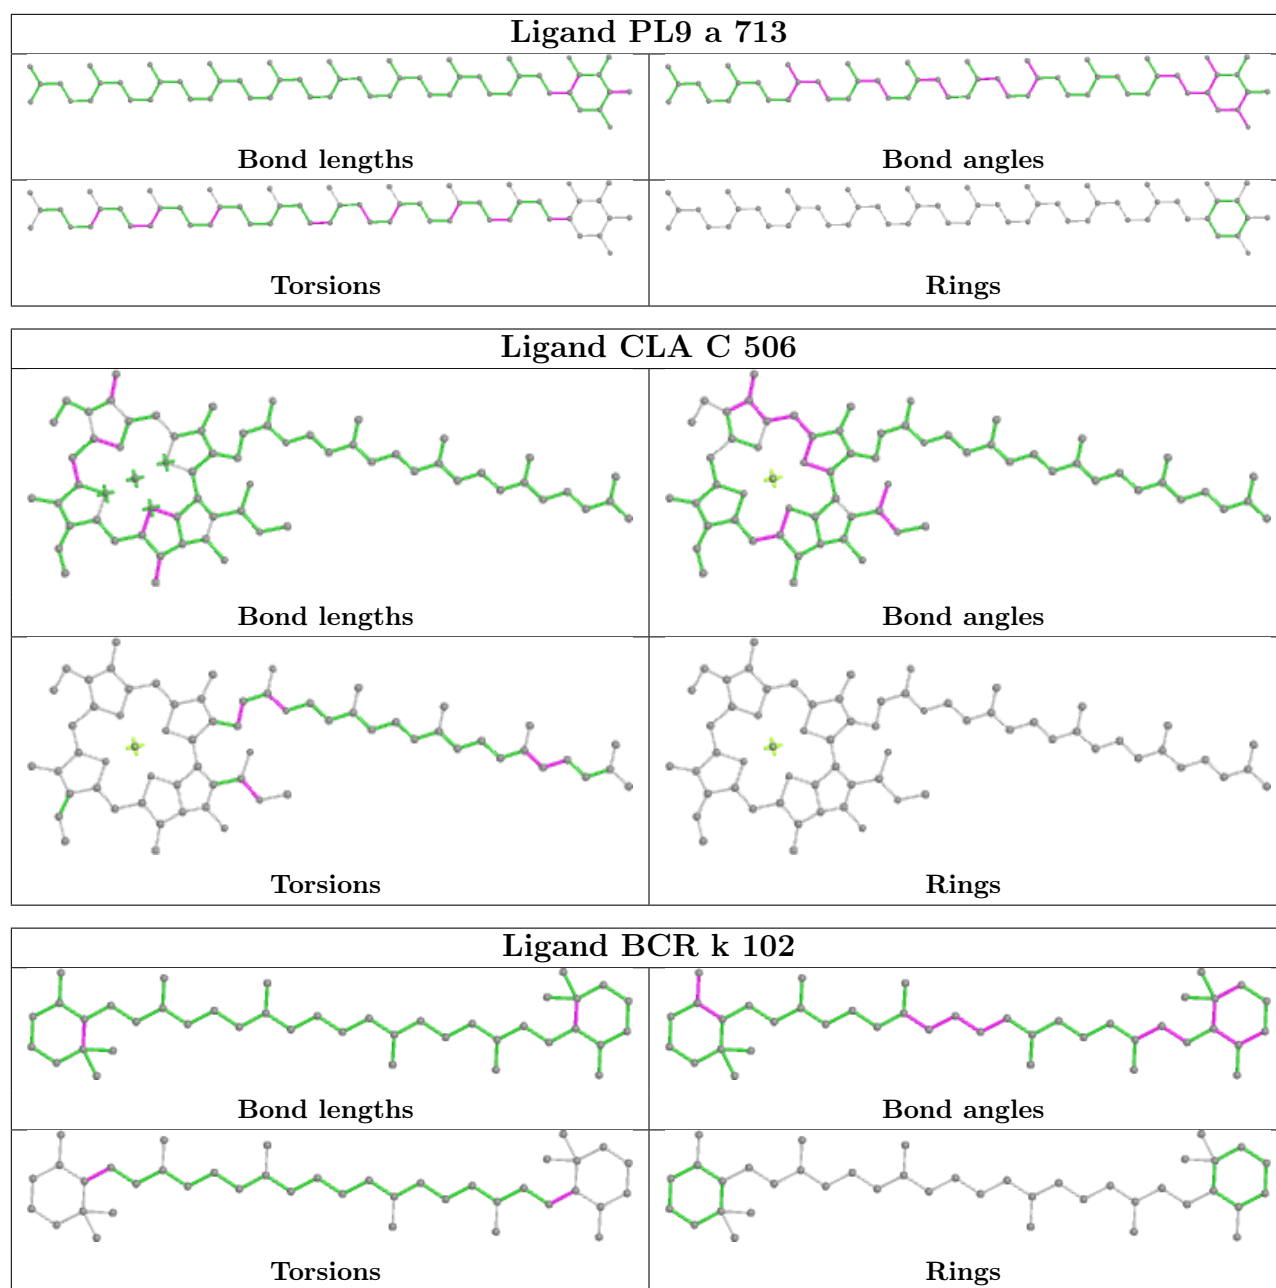 Ligand PL9 a 713
Bond lengths
Bond angles
Torsions
Rings
Ligand CLA C 506
Bond lengths
Bond angles
Torsions
Rings
Ligand BCR k 102
Bond lengths
Bond angles
Torsions
Rings